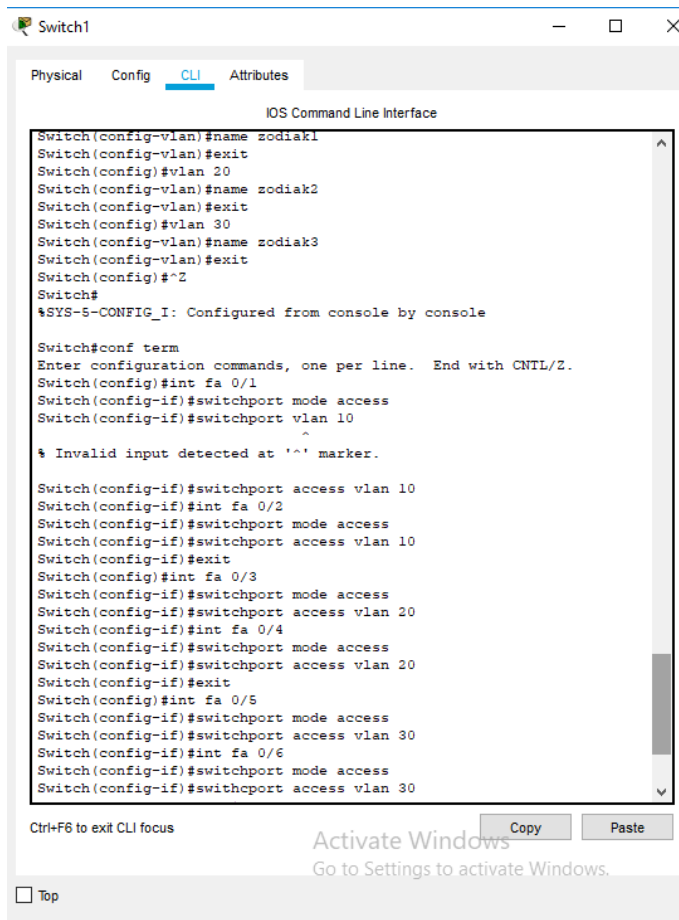 Switch1
Physical Config CLI Attributes
IOS Command Line Interface
Switch(config-vlan)#name zodiak1
Switch(config-vlan)#exit
Switch(config)#vlan 20
Switch(config-vlan)#name zodiak2
Switch(config-vlan)#exit
Switch(config)#vlan 30
Switch(config-vlan)#name zodiak3
Switch(config-vlan)#exit
Switch(config)#^Z
Switch#
%SYS-5-CONFIG_I: Configured from console by console
Switch#conf term
Enter configuration commands, one per line.  End with CNTL/Z.
Switch(config)#int fa 0/1
Switch(config-if)#switchport mode access
Switch(config-if)#switchport vlan 10
^
% Invalid input detected at '^' marker.
Switch(config-if)#switchport access vlan 10
Switch(config-if)#int fa 0/2
Switch(config-if)#switchport mode access
Switch(config-if)#switchport access vlan 10
Switch(config-if)#exit
Switch(config)#int fa 0/3
Switch(config-if)#switchport mode access
Switch(config-if)#switchport access vlan 20
Switch(config-if)#int fa 0/4
Switch(config-if)#switchport mode access
Switch(config-if)#switchport access vlan 20
Switch(config-if)#exit
Switch(config)#int fa 0/5
Switch(config-if)#switchport mode access
Switch(config-if)#switchport access vlan 30
Switch(config-if)#int fa 0/6
Switch(config-if)#switchport mode access
Switch(config-if)#swithcport access vlan 30
Ctrl+F6 to exit CLI focus
Copy Paste
Activate Windows
Go to Settings to activate Windows.
Top